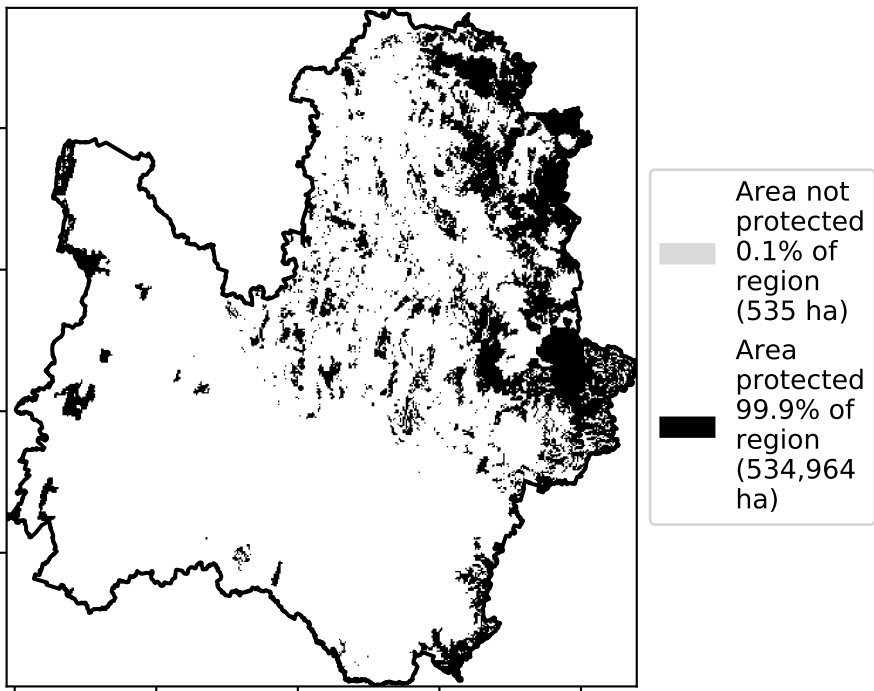 Area not
protected
0.1% of
region
(535 ha)
Area
protected
99.9% of
region
(534,964
ha)